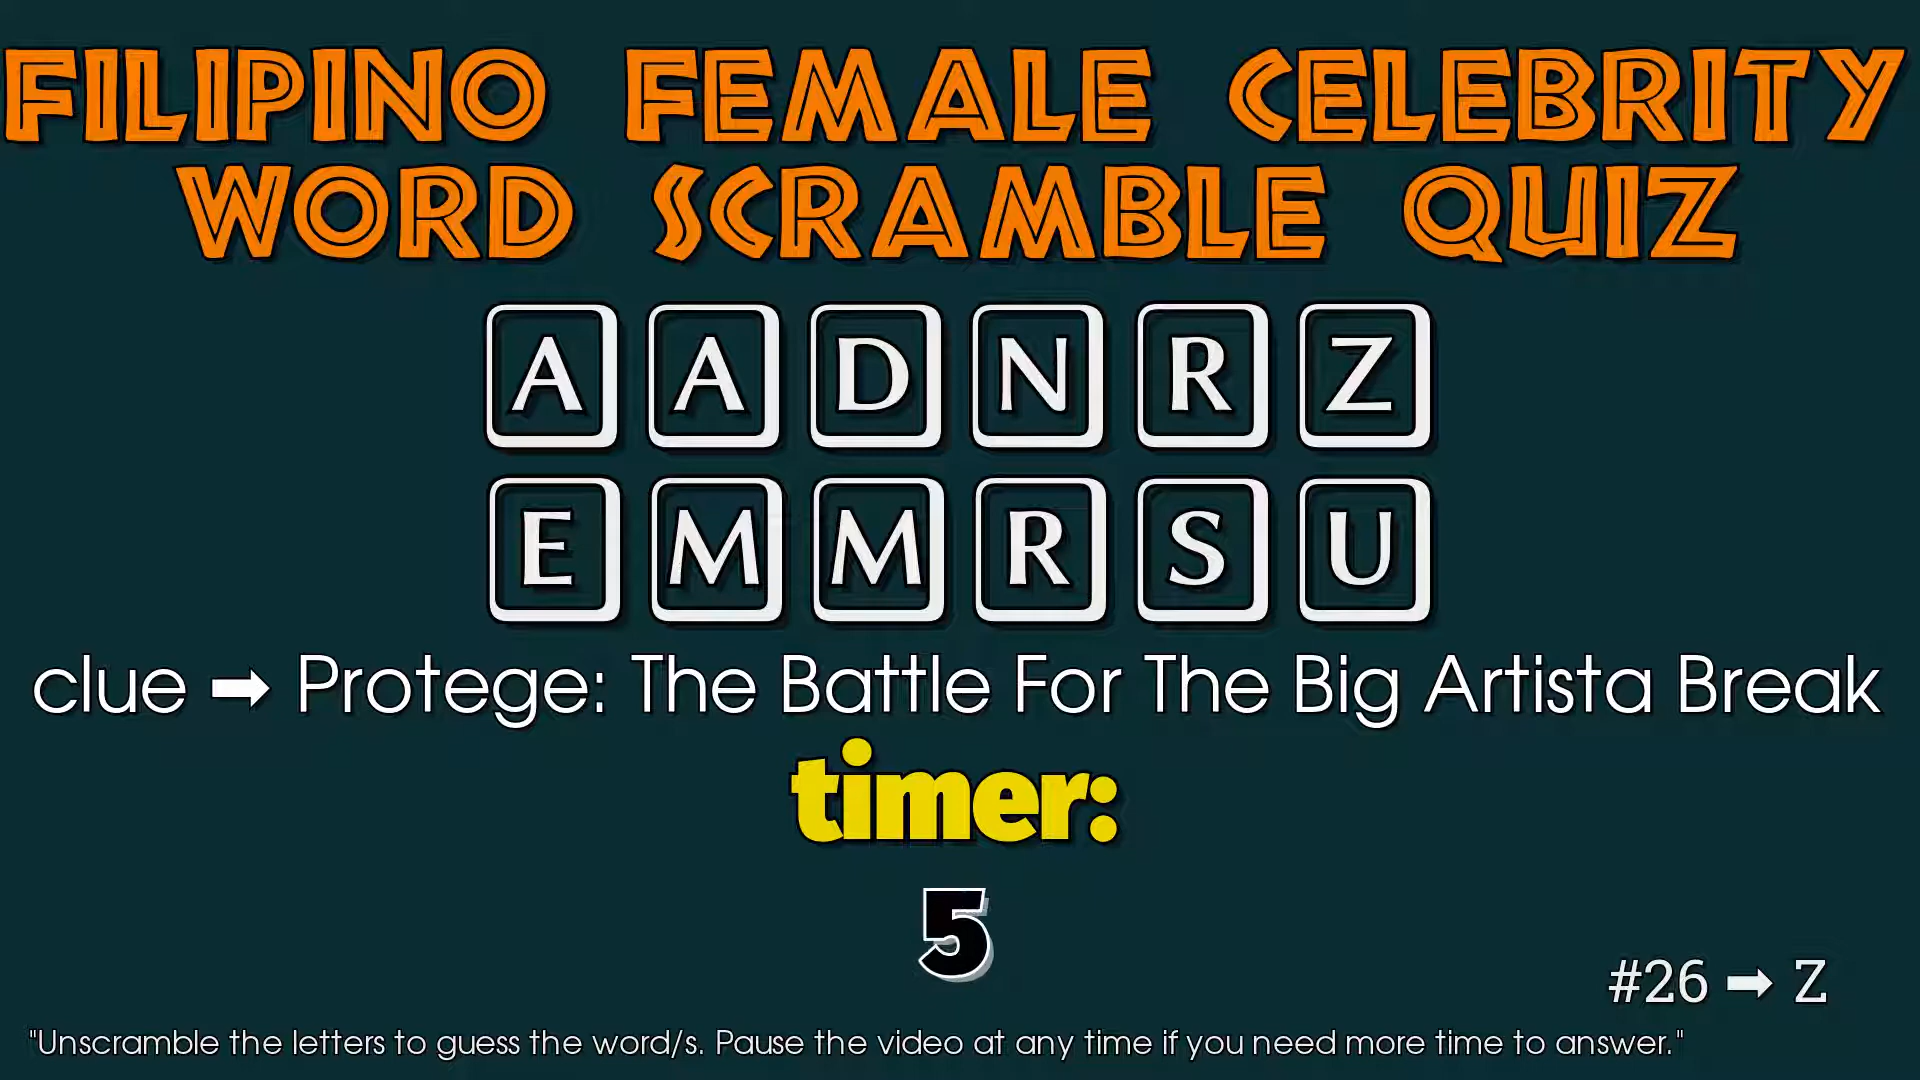 FILIPINO FEMALE CELEBRITY
WORD SCRAMBLE QUIZ
A A D N R Z
E M M R S U
clue ➡ Protege: The Battle For The Big Artista Break
timer:
5
#26 ➡ Z
"Unscramble the letters to guess the word/s. Pause the video at any time if you need more time to answer."